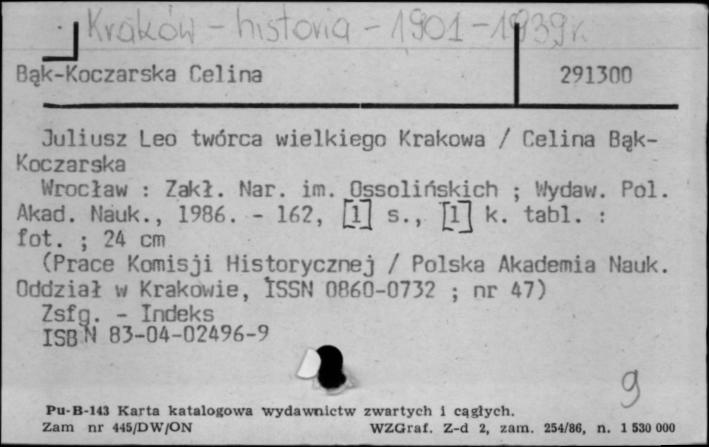 Kraków - historia - 1901-1939r.
Bąk-Koczarska Celina 291300
Juliusz Leo twórca wielkiego Krakowa / Celina Bąk-
Koczarska
Wrocław : Zakł. Nar. im. Ossolińskich ; Wydaw. Pol.
Akad. Nauk., 1986. - 162, [1] s., [1] k. tabl. :
fot. ; 24 cm
(Prace Komisji Historycznej / Polska Akademia Nauk.
Oddział w Krakowie, ISSN 0860-0732 ; nr 47)
Zsfg. - Indeks
ISBN 83-04-02496-9
9
Pu-B-143 Karta katalogowa wydawnictw zwartych i cągłych.
Zam nr 445/DW/ON WZGraf. Z-d 2, zam. 254/86, n. 1 530 000